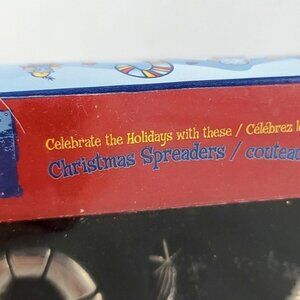 Celebrate the Holidays with these / Célébrez l
Christmas Spreaders / couteau